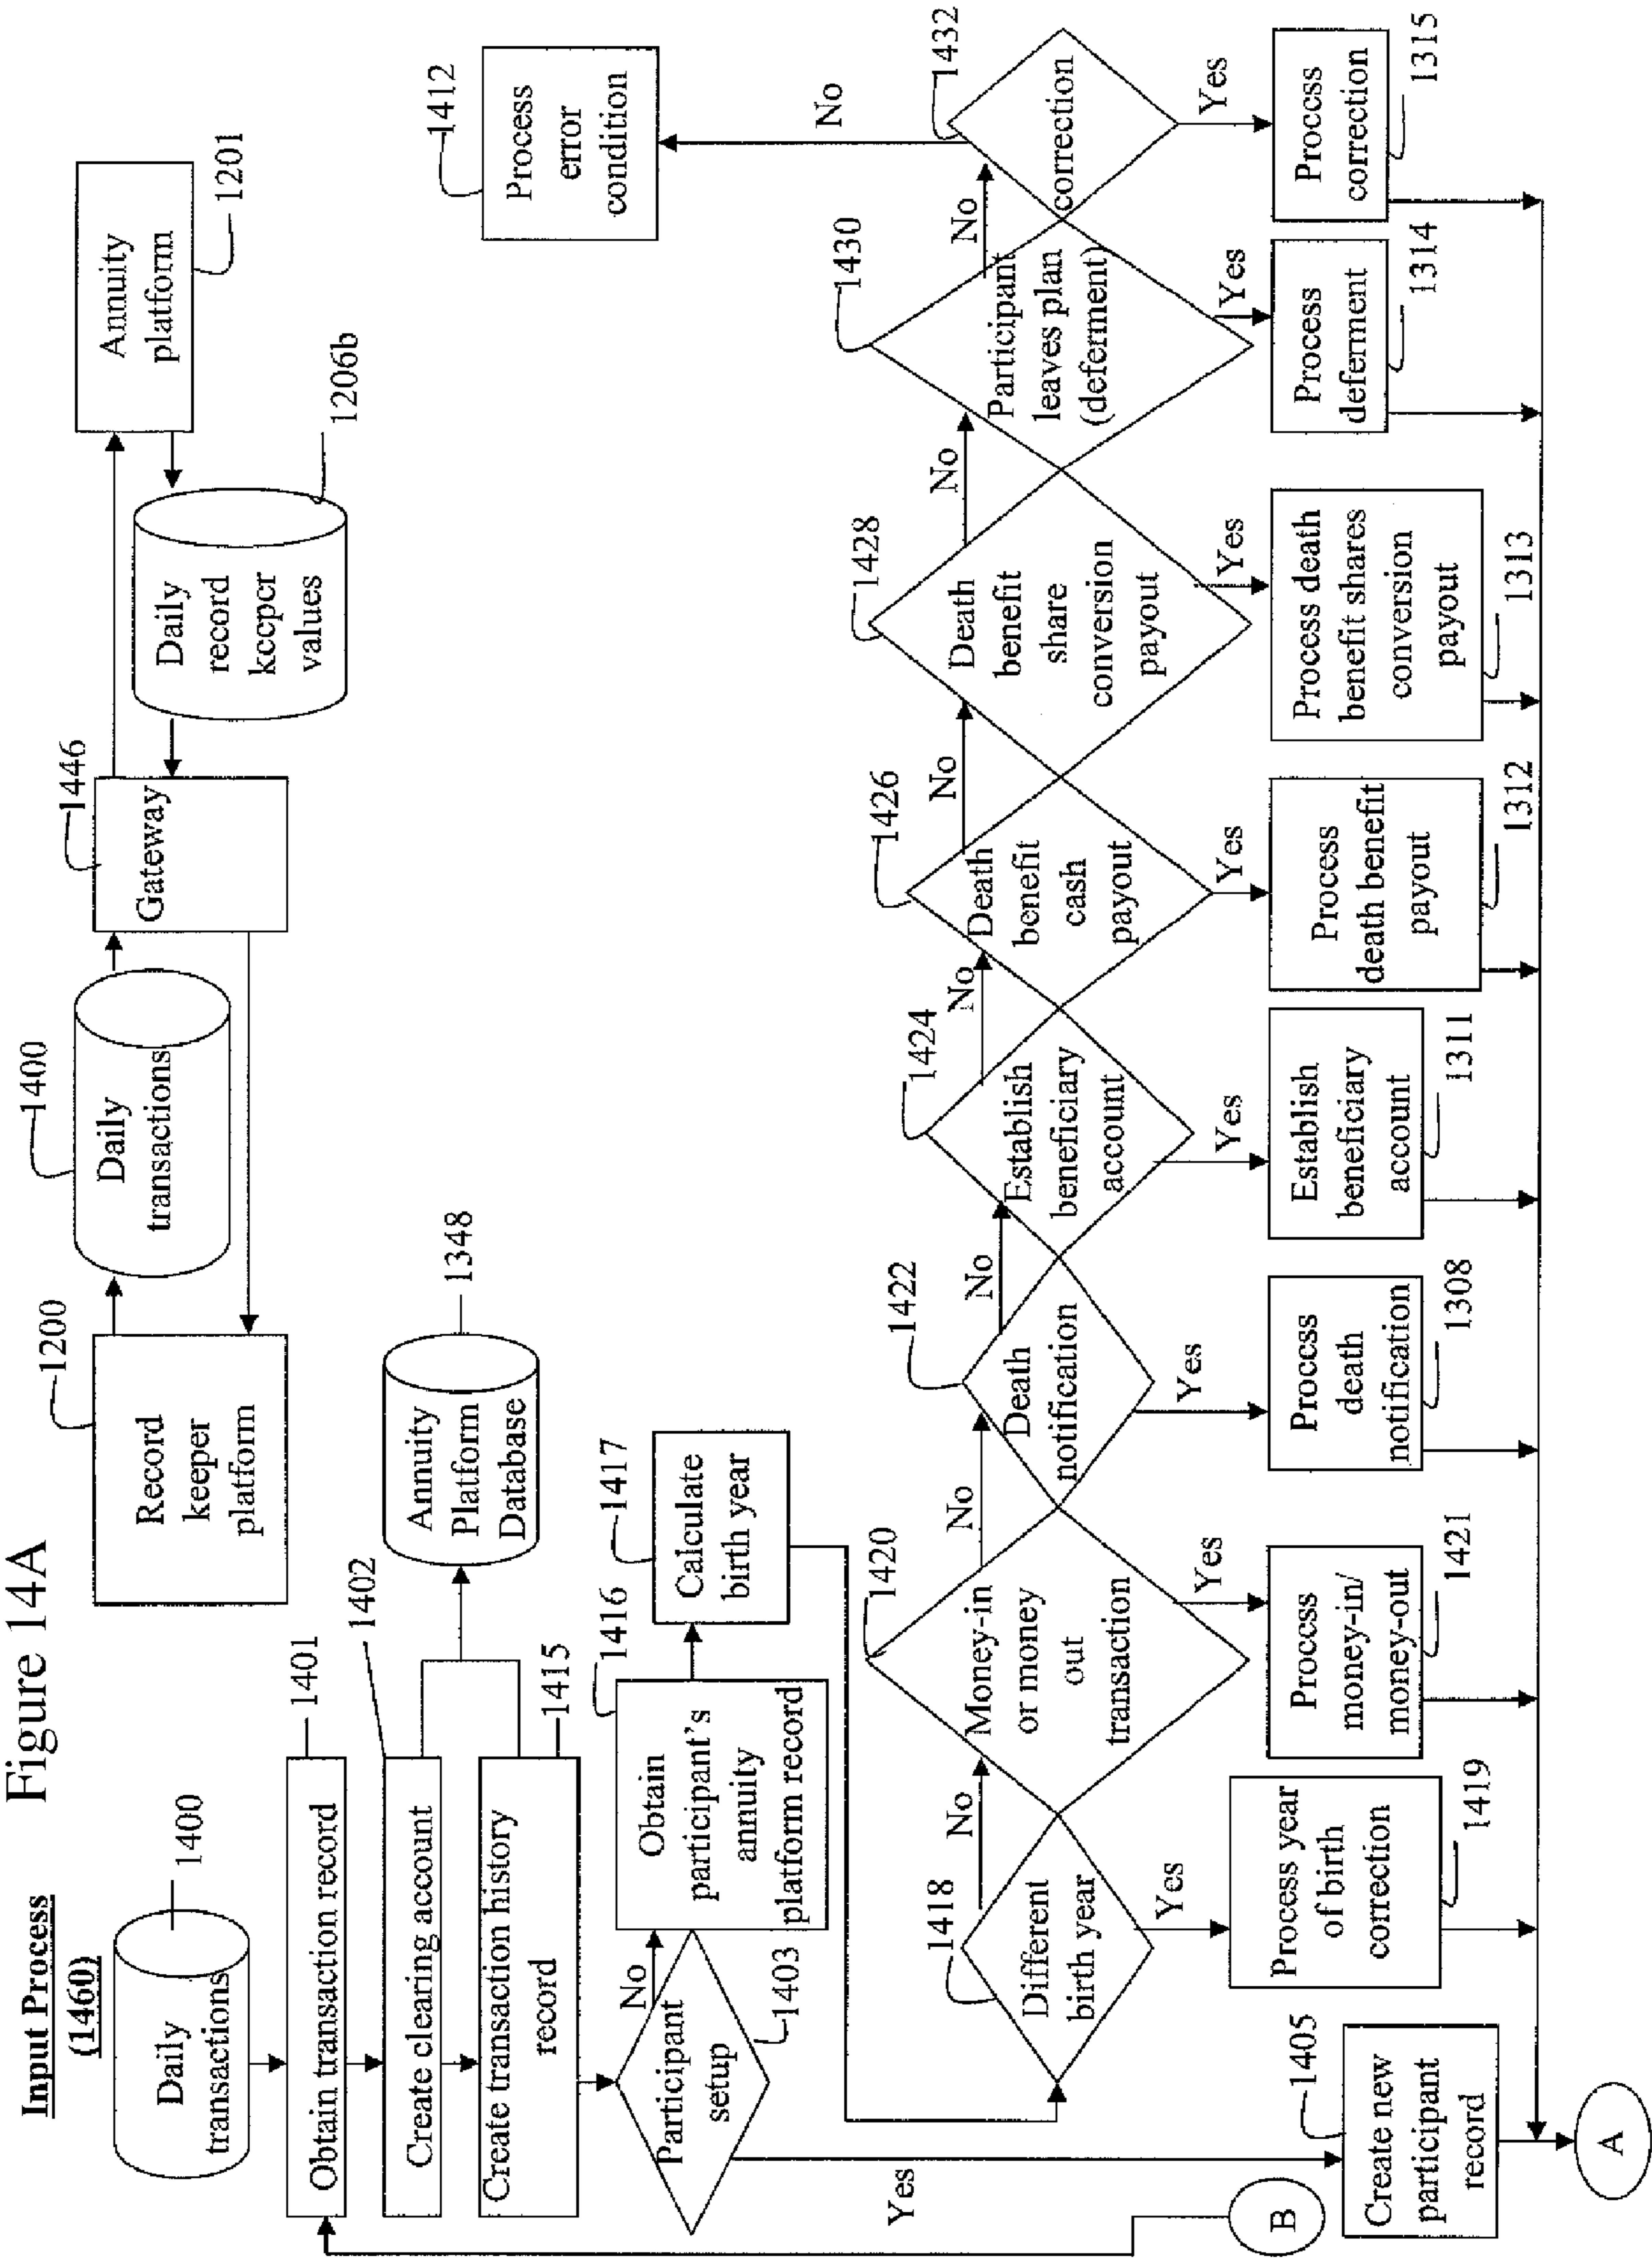 Figure 14A
Input Process
(1460)
Daily
transactions
1400
Obtain transaction record
1401
Create clearing account
1402
Create transaction history
record
1415
Annuity
Platform
Database
1348
Participant
setup
1403
No
Yes
Obtain
participant's
annuity
platform record
1416
Calculate
birth year
1417
Record
keeper
platform
1200
Daily
transactions
1400
Gateway
1446
Daily
record
keeper
values
1206b
Annuity
platform
1201
Process
error
condition
1412
No
Different
birth year
1418
No
Yes
Money-in
or money
out
transaction
1420
No
Yes
Death
notification
1422
No
Yes
Establish
beneficiary
account
1424
No
Yes
Death
benefit
cash
payout
1426
No
Yes
Death
benefit
share
conversion
payout
1428
No
Yes
Participant
leaves plan
(deferment)
1430
No
Yes
correction
1432
Yes
B
Create new
participant
record
1405
Process year
of birth
correction
1419
Process
money-in/
money-out
1421
Process
death
notification
1308
Establish
beneficiary
account
1311
Process
death benefit
payout
1312
Process death
benefit shares
conversion
payout
1313
Process
deferment
1314
Process
correction
1315
A